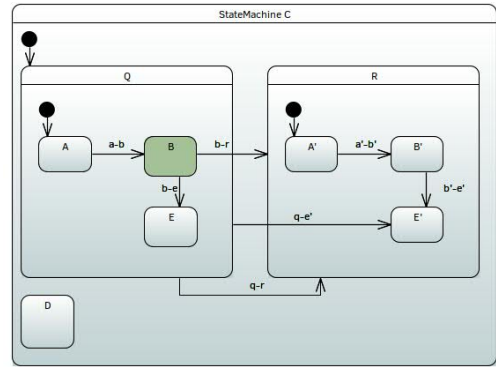 StateMachine C
Q
R
A
a-b
B
b-r
A'
a'-b'
B'
b-e
b'-e'
E
q-e'
E'
q-r
D